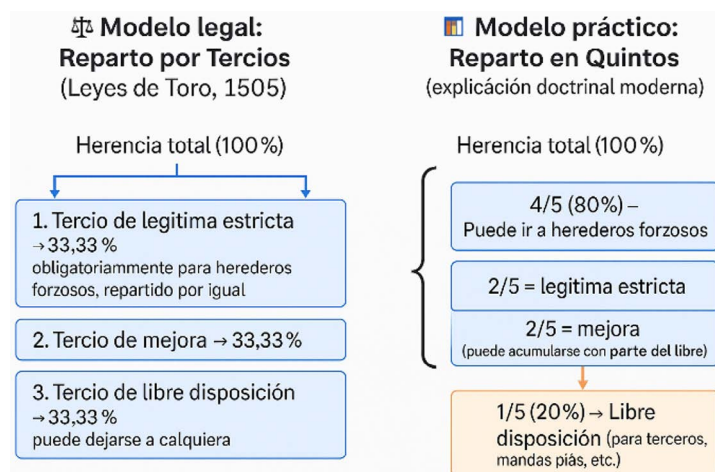 Modelo legal:
Reparto por Tercios
(Leyes de Toro, 1505)
Herencia total (100 %)
1. Tercio de legitima estricta
→ 33,33 %
obligatoriammente para herederos
forzosos, repartido por igual
2. Tercio de mejora → 33,33 %
3. Tercio de libre disposición
→ 33,33 %
puede dejarse a calquiera
Modelo práctico:
Reparto en Quintos
(explicáción doctrinal moderna)
Herencia total (100 %)
4/5 (80%) –
Puede ir a herederos forzosos
2/5 = legitima estricta
2/5 = mejora
(puede acumularse con parte del libre)
1/5 (20%) → Libre
disposición (para terceros,
mandas piás, etc.)